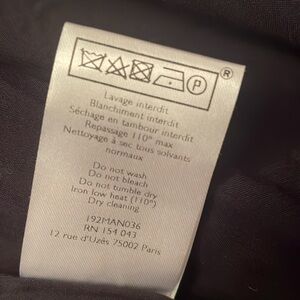 P ®
Lavage interdit
Blanchiment interdit
Séchage en tambour interdit
Repassage 110° max
Nettoyage à sec tous solvants
normaux
Do not wash
Do not bleach
Do not tumble dry
Iron low heat (110°)
Dry cleaning
192MAN036
RN 154 043
12 rue d'Uzés 75002 Paris